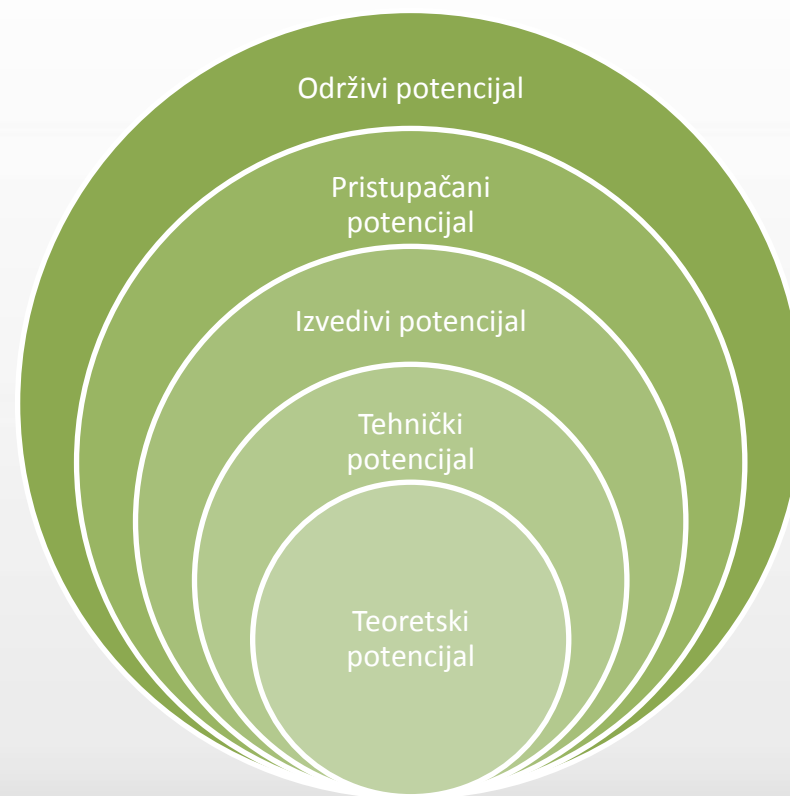 Održivi potencijal
Pristupačani
potencijal
Izvedivi potencijal
Tehnički
potencijal
Teoretski
potencijal